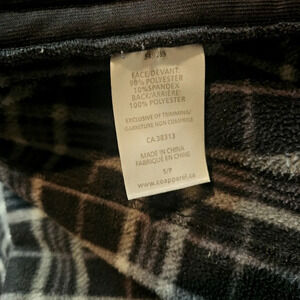 FACE/DEVANT:
90% POLYESTER
10%SPANDEX
BACK/ARRIÈRE:
100% POLYESTER
EXCLUSIVE OF TRIMMING/
GARNITURE NON COMPRISE
CA 38313
MADE IN CHINA
FABRIQUÉ EN CHINE
S/P